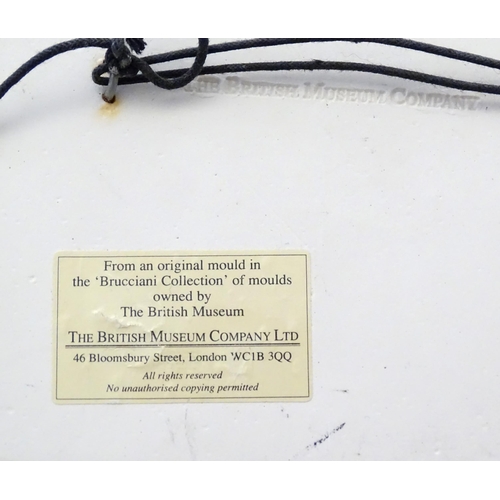 THE BRITISH MUSEUM COMPANY
From an original mould in
the 'Brucciani Collection' of moulds
owned by
The British Museum
THE BRITISH MUSEUM COMPANY LTD
46 Bloomsbury Street, London WC1B 3QQ
All rights reserved
No unauthorised copying permitted